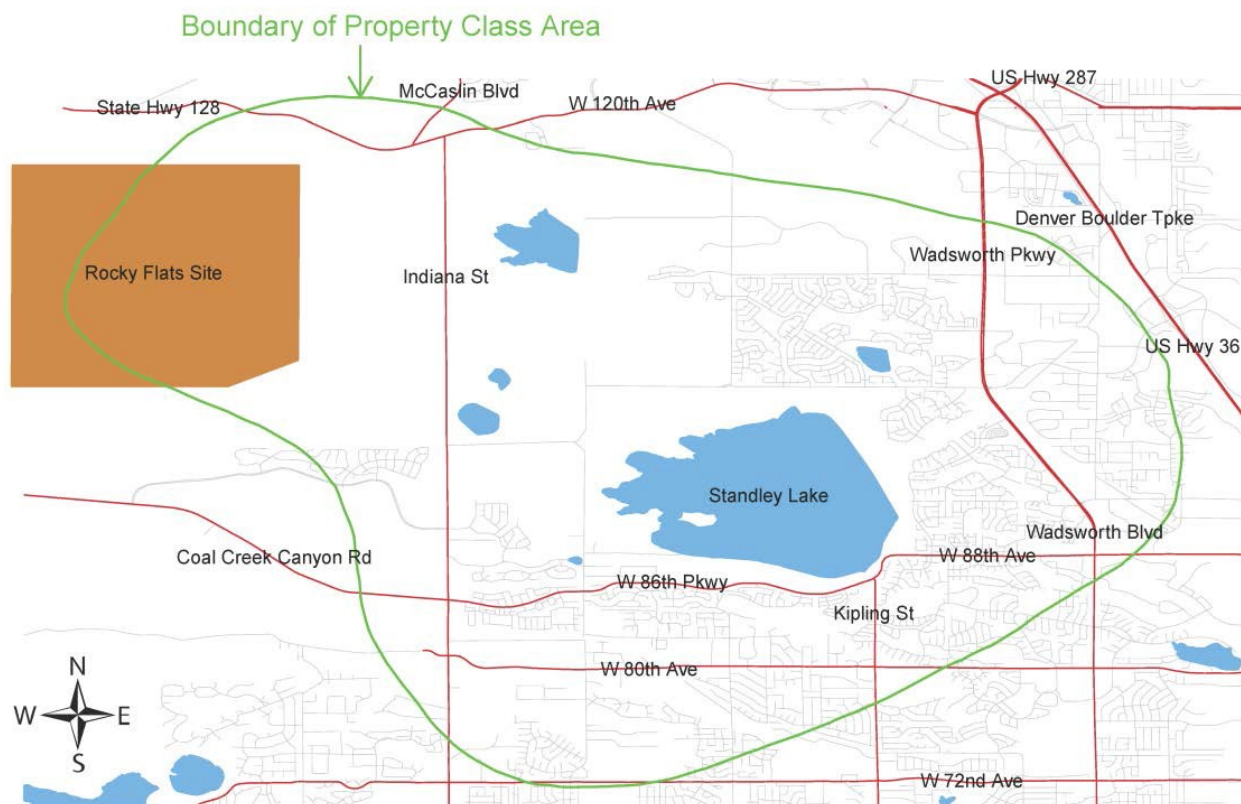 Boundary of Property Class Area
US Hwy 287
McCaslin Blvd
State Hwy 128
W 120th Ave
Denver Boulder Tpke
Wadsworth Pkwy
Rocky Flats Site
Indiana St
US Hwy 36
Standley Lake
Wadsworth Blvd
Coal Creek Canyon Rd
W 88th Ave
W 86th Pkwy
Kipling St
W 80th Ave
N
W E
S
W 72nd Ave